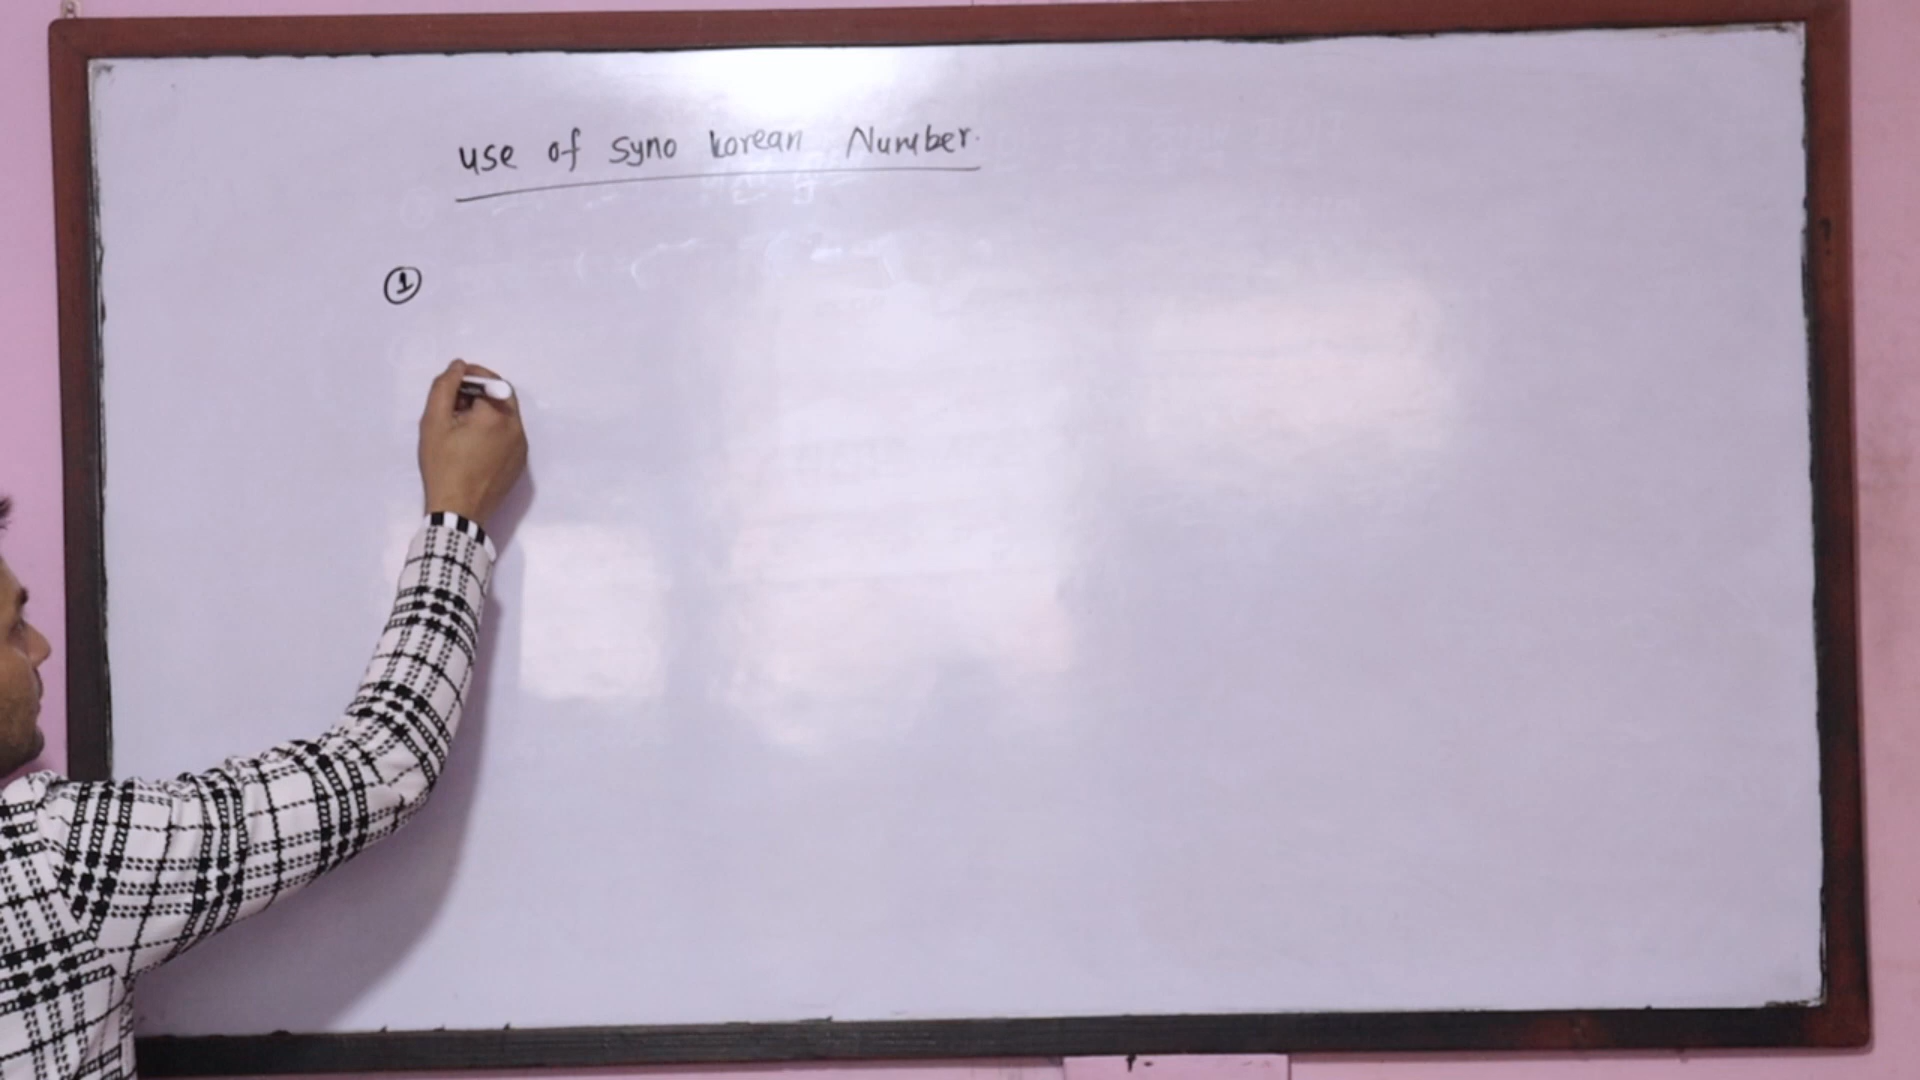 use of syno korean Number.
①